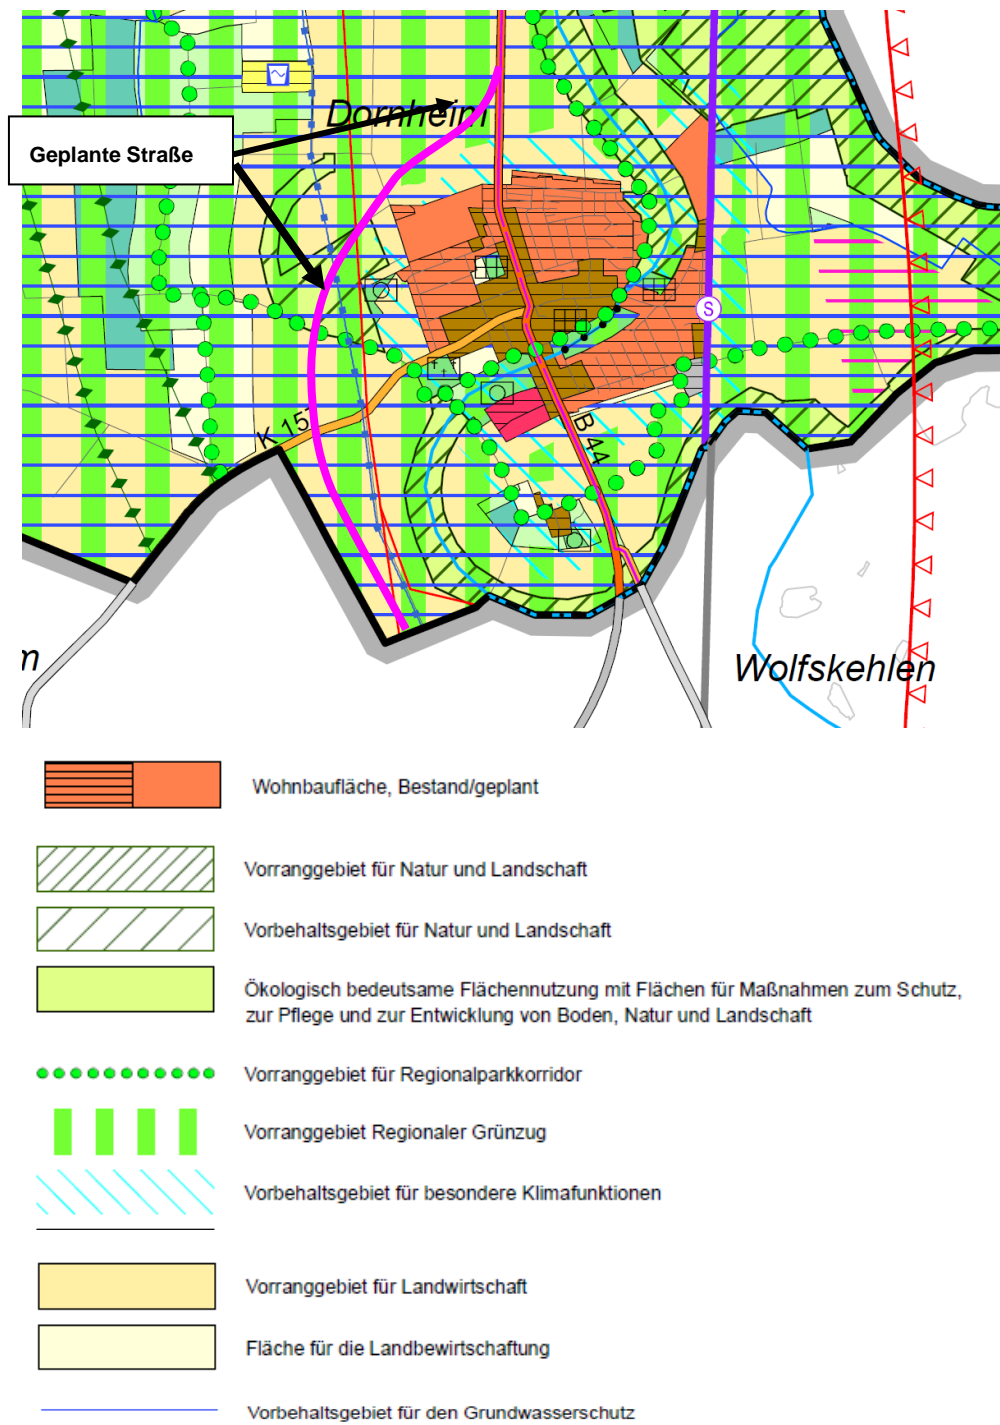 Dornheim
Geplante Straße
S
K 15
B 44
m
Wolfskehlen
Wohnbaufläche, Bestand/geplant
Vorranggebiet für Natur und Landschaft
Vorbehaltsgebiet für Natur und Landschaft
Ökologisch bedeutsame Flächennutzung mit Flächen für Maßnahmen zum Schutz,
zur Pflege und zur Entwicklung von Boden, Natur und Landschaft
Vorranggebiet für Regionalparkkorridor
Vorranggebiet Regionaler Grünzug
Vorbehaltsgebiet für besondere Klimafunktionen
Vorranggebiet für Landwirtschaft
Fläche für die Landbewirtschaftung
Vorbehaltsgebiet für den Grundwasserschutz